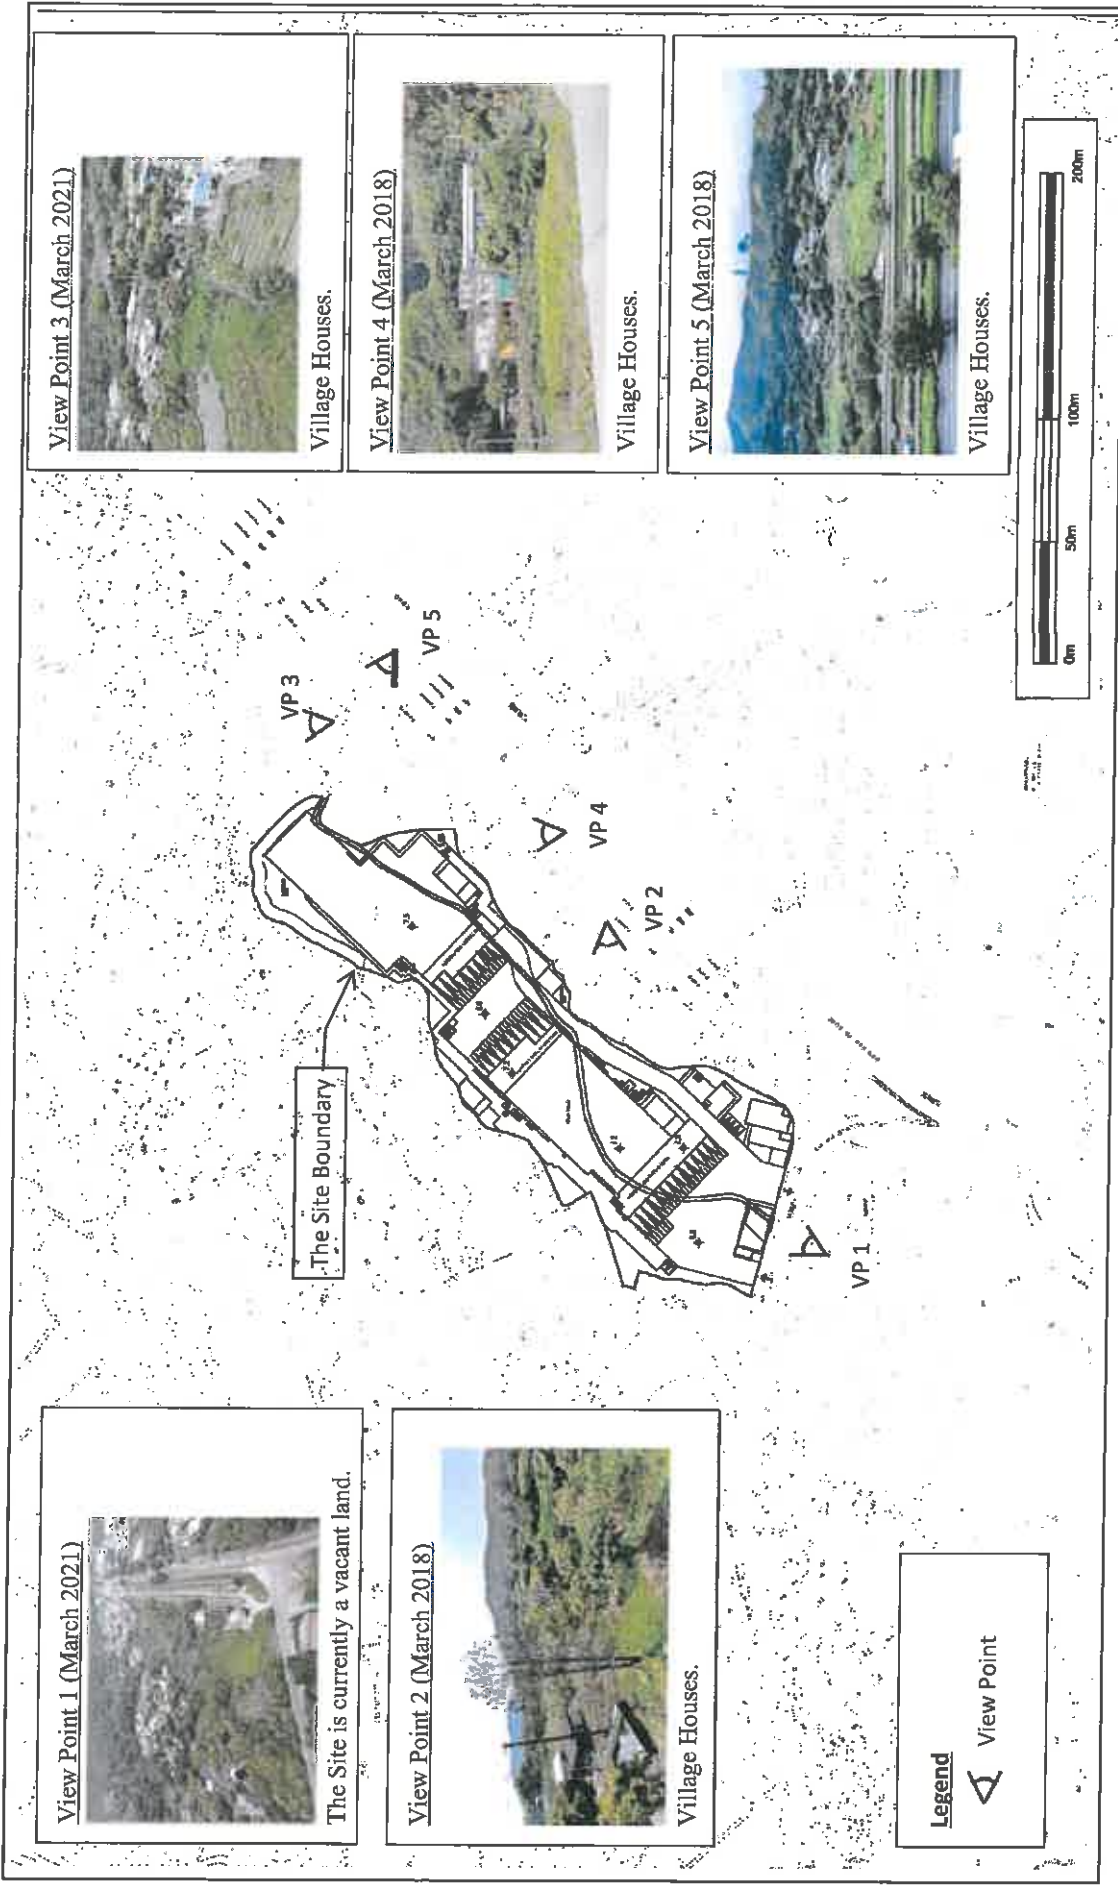 View Point 1 (March 2021)
The Site is currently a vacant land.
View Point 2 (March 2018)
Village Houses.
Legend
View Point
The Site Boundary
VP 1
VP 2
VP 3
VP 4
VP 5
View Point 3 (March 2021)
Village Houses.
View Point 4 (March 2018)
Village Houses.
View Point 5 (March 2018)
Village Houses.
0m
50m
100m
200m